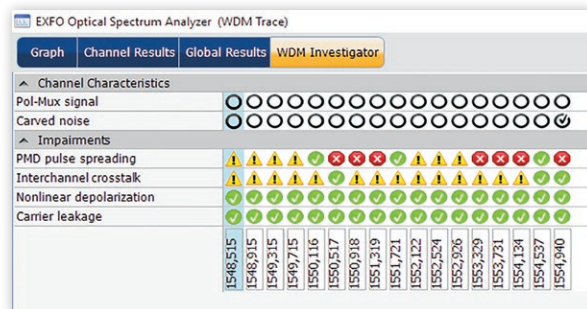 EXFO Optical Spectrum Analyzer (WDM Trace)
Graph Channel Results Global Results WDM Investigator
Channel Characteristics
Pol-Mux signal
Carved noise
Impairments
PMD pulse spreading
Interchannel crosstalk
Nonlinear depolarization
Carrier leakage
1548,515 1548,915 1549,315 1549,715 1550,116 1550,517 1550,918 1551,319 1551,721 1552,122 1552,524 1552,926 1553,329 1553,731 1554,134 1554,537 1554,940